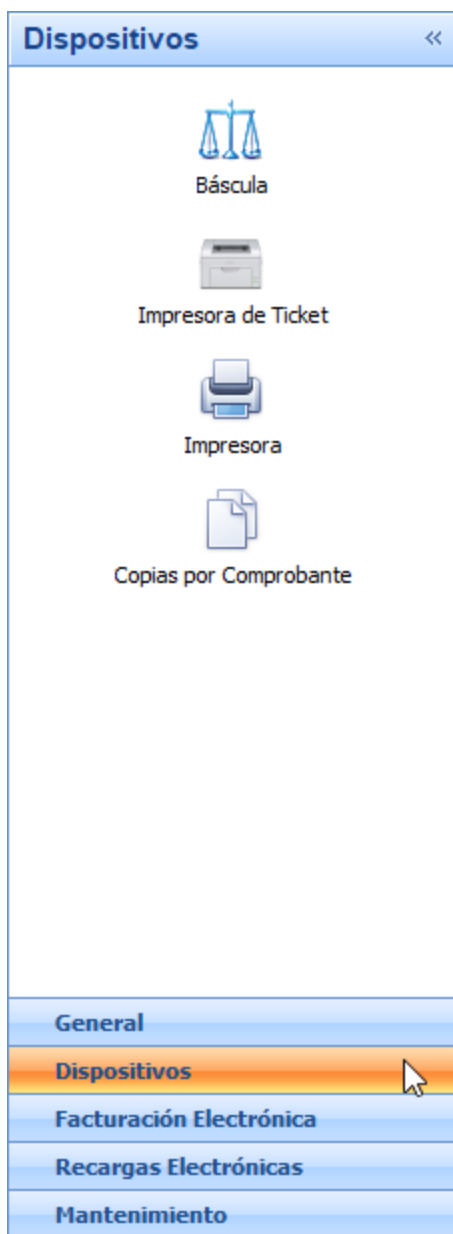 Dispositivos
Báscula
Impresora de Ticket
Impresora
Copias por Comprobante
General
Dispositivos
Facturación Electrónica
Recargas Electrónicas
Mantenimiento